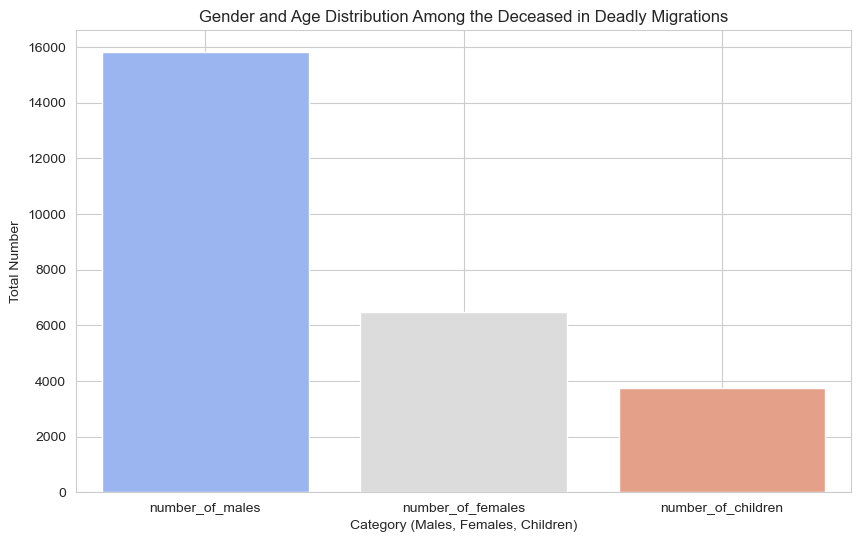 Gender and Age Distribution Among the Deceased in Deadly Migrations
Total Number
16000
14000
12000
10000
8000
6000
4000
2000
0
number_of_males number_of_females number_of_children
Category (Males, Females, Children)